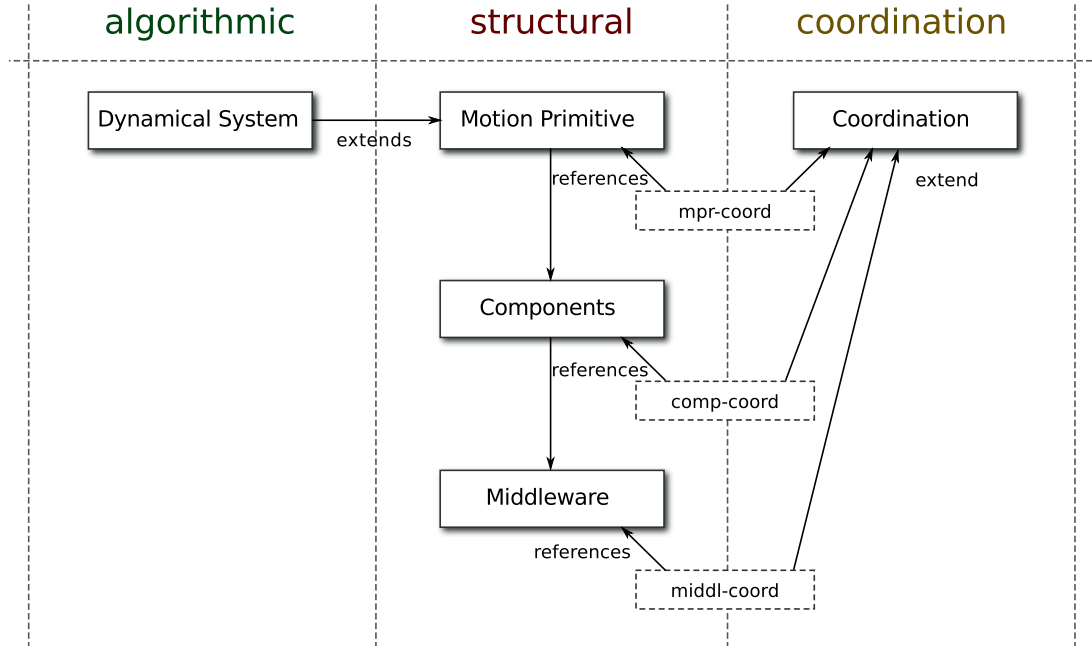 algorithmic
structural
coordination
Dynamical System
extends
Motion Primitive
Coordination
references
extend
mpr-coord
Components
references
comp-coord
Middleware
references
middl-coord